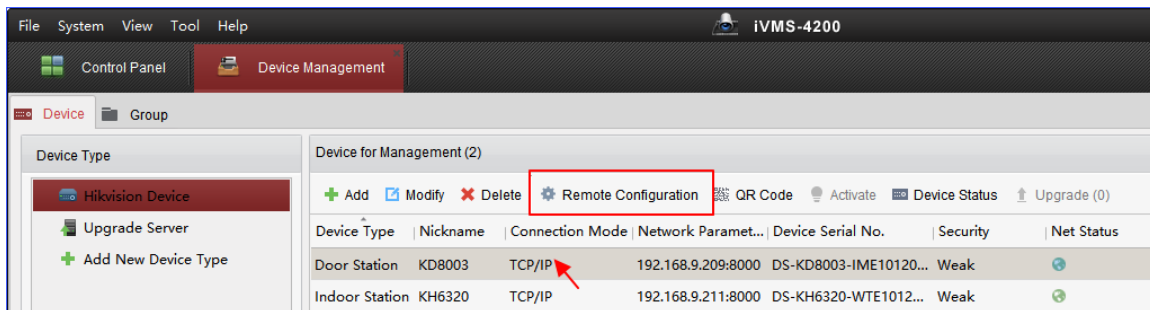 File System View Tool Help iVMS-4200
Control Panel Device Management
Device Group
Device Type Device for Management (2)
Hikvision Device Add Modify Delete Remote Configuration QR Code Activate Device Status Upgrade (0)
Upgrade Server Device Type Nickname Connection Mode Network Paramet... Device Serial No. Security Net Status
Add New Device Type Door Station KD8003 TCP/IP 192.168.9.209:8000 DS-KD8003-IME10120... Weak
Indoor Station KH6320 TCP/IP 192.168.9.211:8000 DS-KH6320-WTE1012... Weak